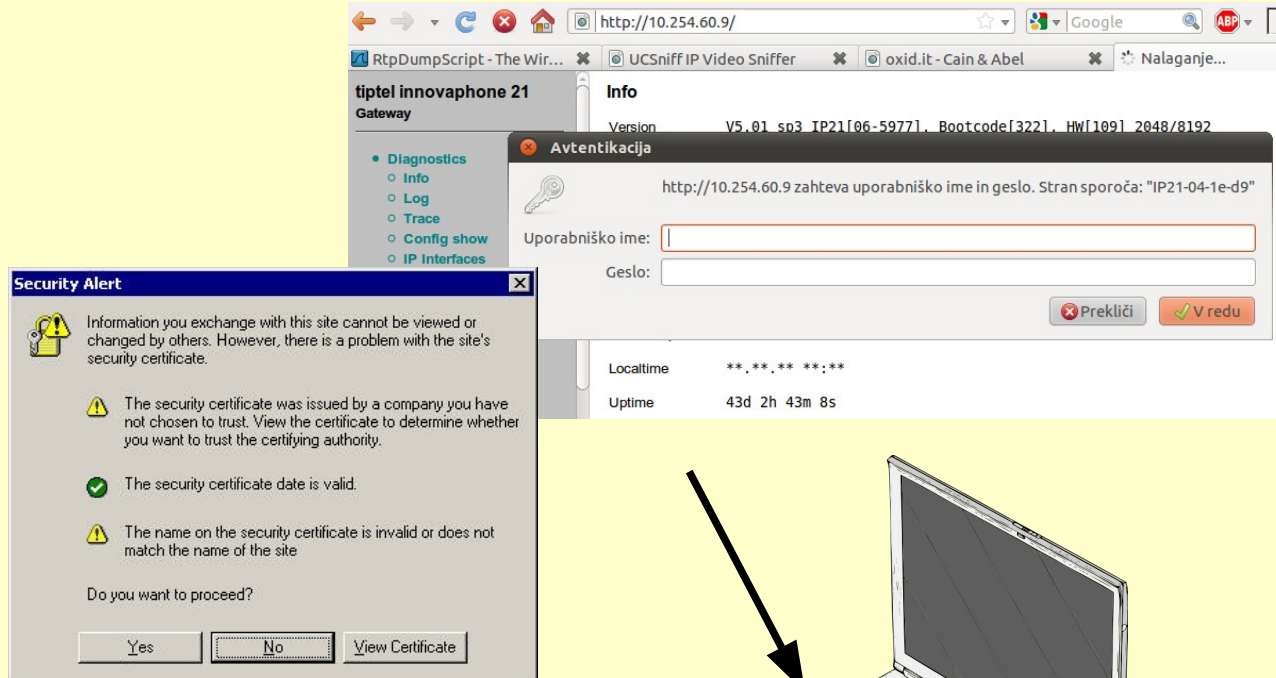 http://10.254.60.9/
Google
ABP
RtpDumpScript - The Wir...
UCSniff IP Video Sniffer
oxid.it - Cain & Abel
Nalaganje...
tiptel innovaphone 21
Gateway
Diagnostics
Info
Log
Trace
Config show
IP Interfaces
Info
Version V5.01 sp3 IP21[06-5977], Bootcode[322], HW[109] 2048/8192
Avtentikacija
http://10.254.60.9 zahteva uporabniško ime in geslo. Stran sporoča: "IP21-04-1e-d9"
Uporabniško ime:
Geslo:
Prekliči
V redu
Localtime **.**.** **:**
Uptime 43d 2h 43m 8s
Security Alert
Information you exchange with this site cannot be viewed or
changed by others. However, there is a problem with the site's
security certificate.
The security certificate was issued by a company you have
not chosen to trust. View the certificate to determine whether
you want to trust the certifying authority.
The security certificate date is valid.
The name on the security certificate is invalid or does not
match the name of the site
Do you want to proceed?
Yes
No
View Certificate